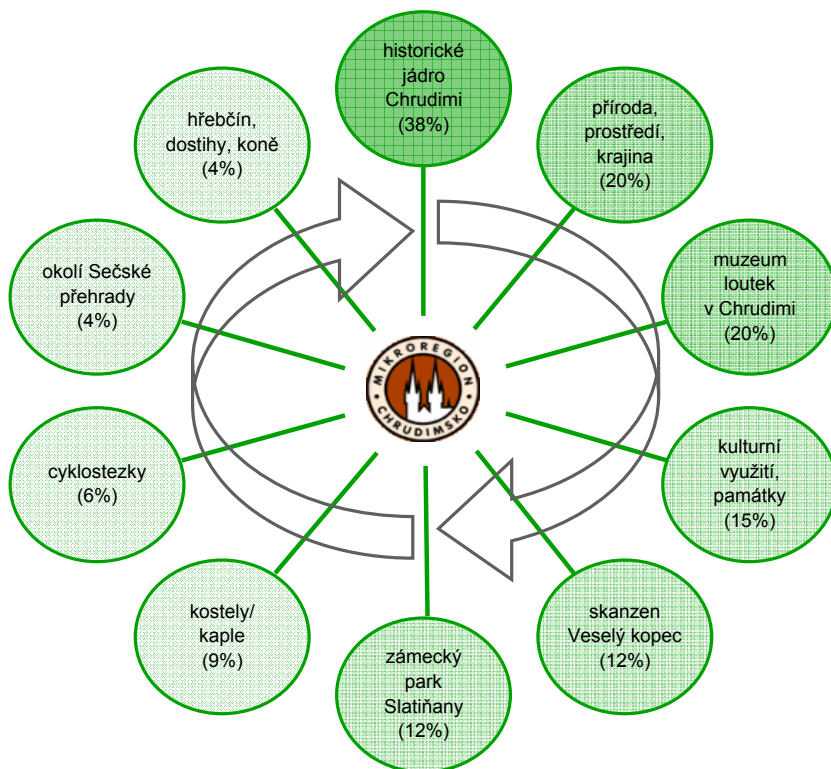 historické
jádro
Chrudimi
(38%)
příroda,
prostředí,
krajina
(20%)
muzeum
loutek
v Chrudimi
(20%)
kulturní
využití,
památky
(15%)
skanzen
Veselý kopec
(12%)
zámecký
park
Slatiňany
(12%)
kostely/
kaple
(9%)
cyklostezky
(6%)
okolí Sečské
přehrady
(4%)
hřebčín,
dostihy, koně
(4%)
MIKROREGION
CHRUDIMSKO